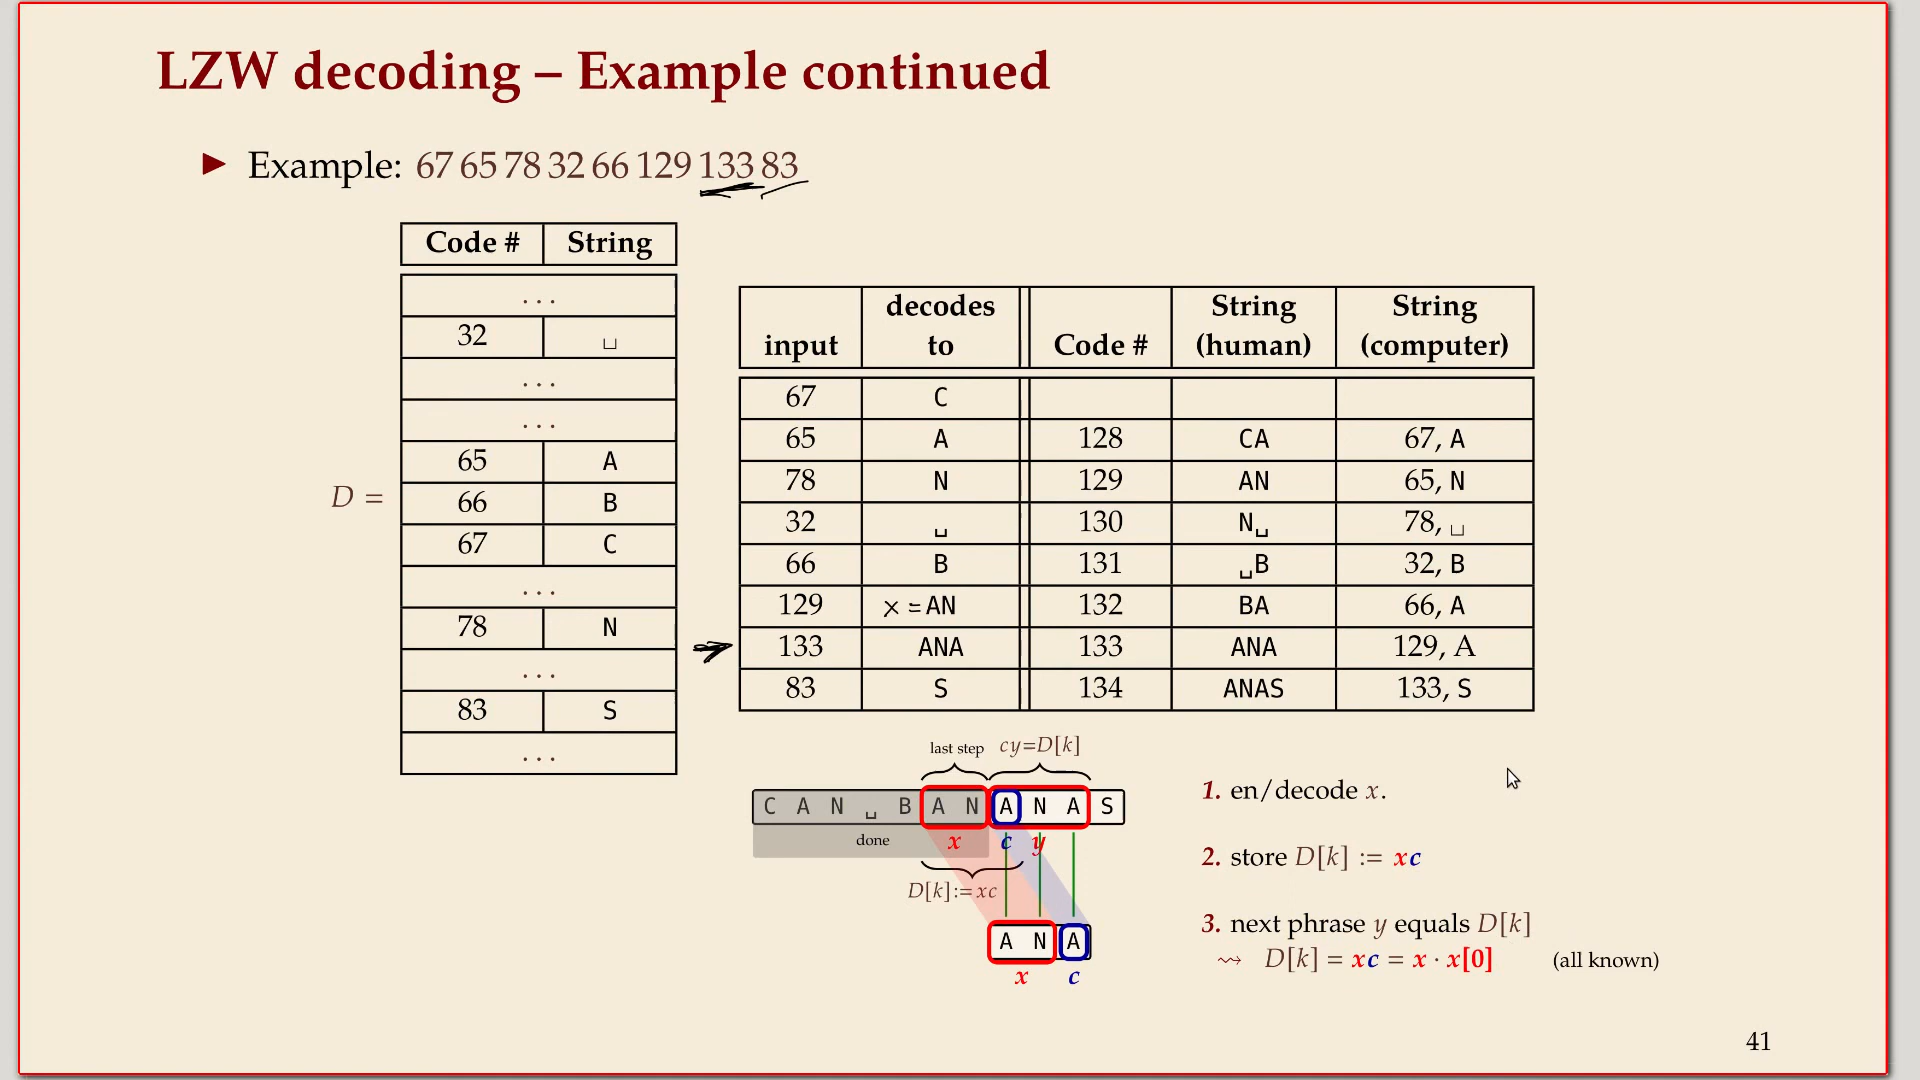 LZW decoding – Example continued
▶ Example: 67 65 78 32 66 129 133 83
Code # String
. . .
32 ␣
. . .
. . .
65 A
D = 66 B
67 C
. . .
78 N
. . .
83 S
. . .
input decodes to Code # String (human) String (computer)
67 C
65 A 128 CA 67, A
78 N 129 AN 65, N
32 ␣ 130 N␣ 78, ␣
66 B 131 ␣B 32, B
129 x = AN 132 BA 66, A
133 ANA 133 ANA 129, A
83 S 134 ANAS 133, S
last step cy=D[k]
C A N ␣ B A N A N A S
done x c y
D[k]:=xc
A N A
x c
1. en/decode x.
2. store D[k] := xc
3. next phrase y equals D[k]
⇝ D[k] = xc = x · x[0] (all known)
41